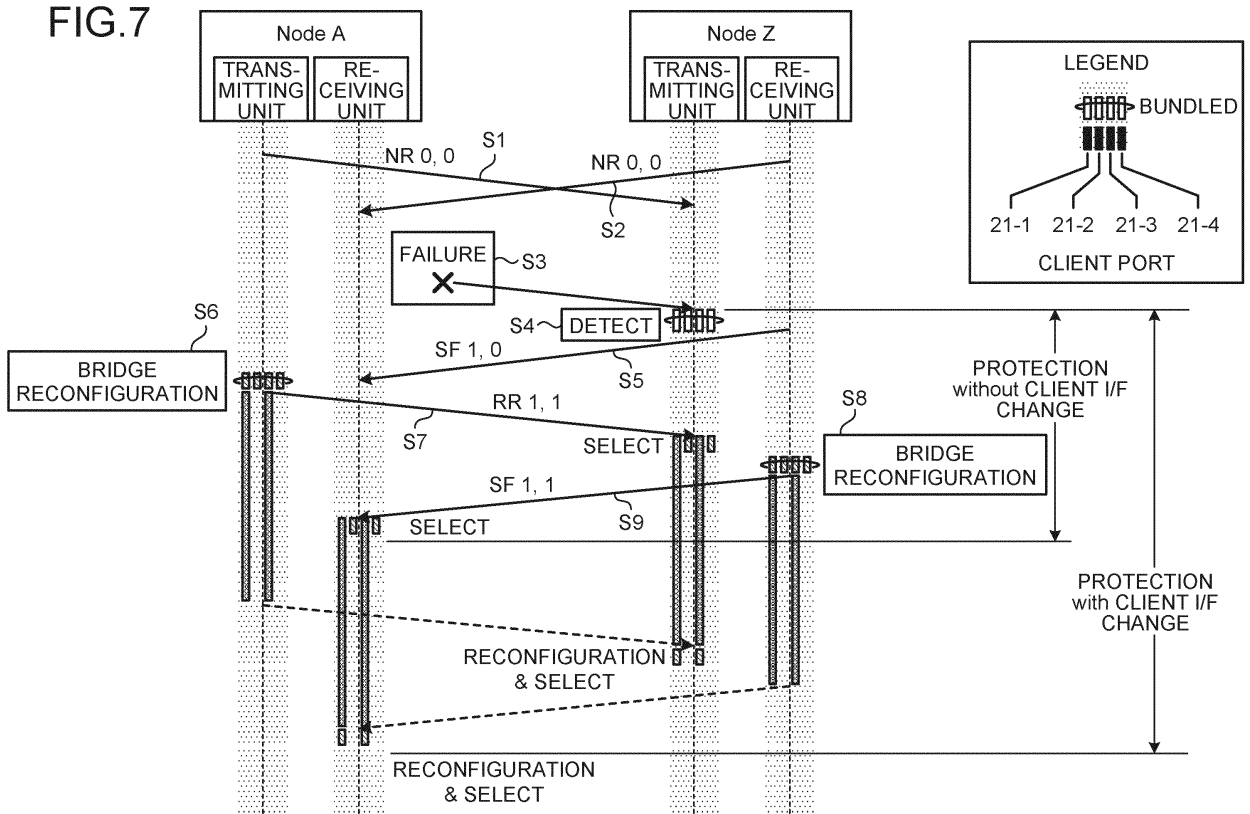 FIG.7
Node A
TRANS-
MITTING
UNIT
RE-
CEIVING
UNIT
Node Z
TRANS-
MITTING
UNIT
RE-
CEIVING
UNIT
LEGEND
BUNDLED
21-1 21-2 21-3 21-4
CLIENT PORT
NR 0, 0
S1
NR 0, 0
S2
FAILURE
S3
S4
DETECT
SF 1, 0
S5
S6
BRIDGE
RECONFIGURATION
RR 1, 1
S7
SELECT
S8
BRIDGE
RECONFIGURATION
SF 1, 1
S9
SELECT
PROTECTION
without CLIENT I/F
CHANGE
PROTECTION
with CLIENT I/F
CHANGE
RECONFIGURATION
& SELECT
RECONFIGURATION
& SELECT